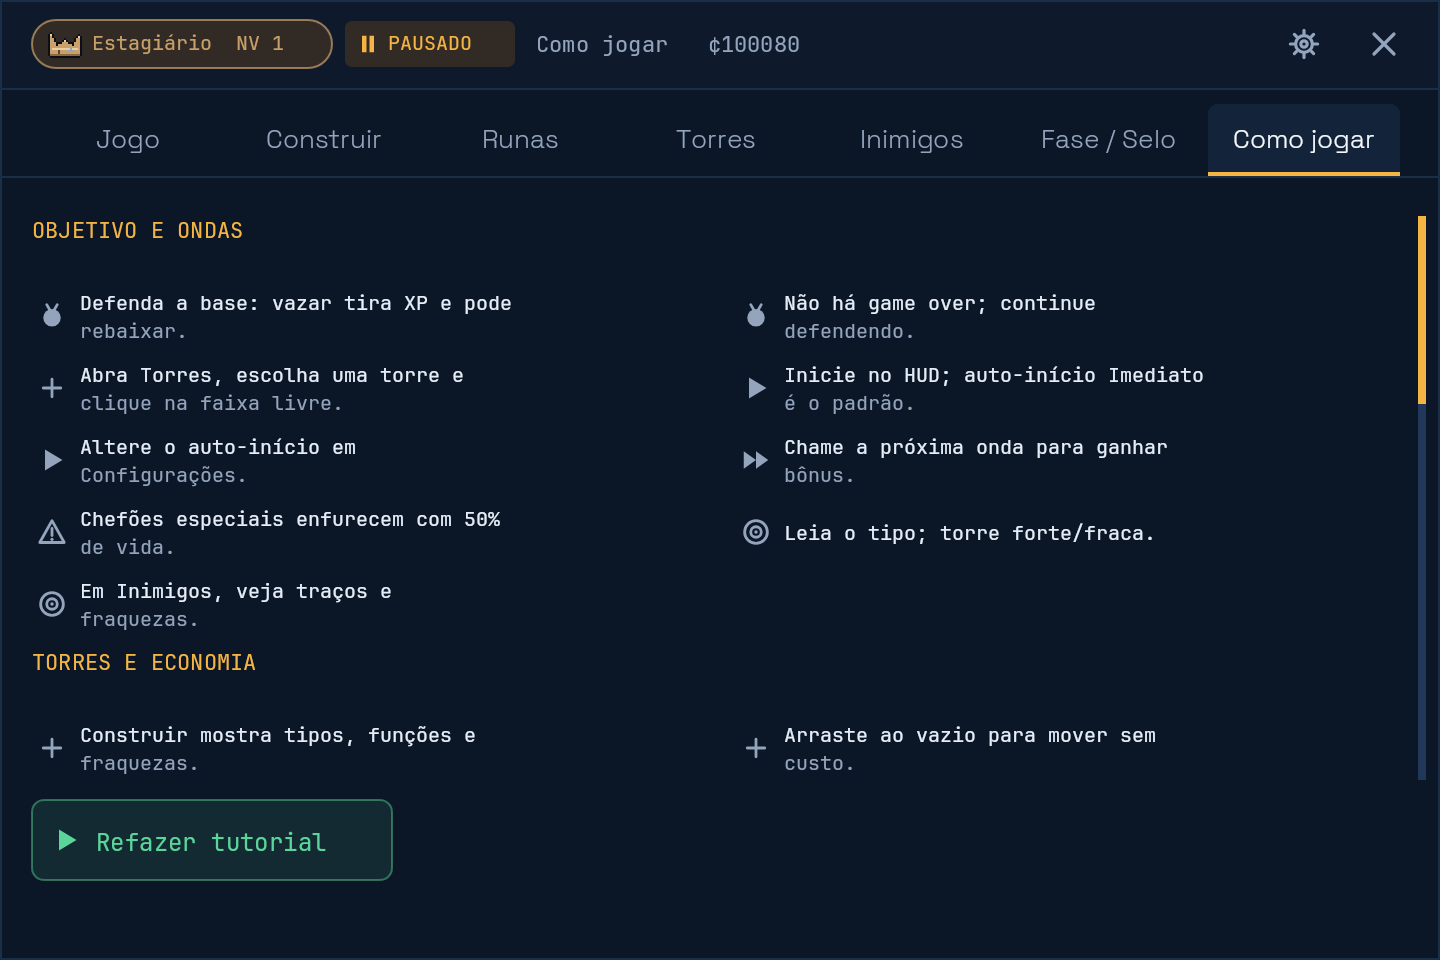 Estagiário NV 1
PAUSADO
Como jogar
¢100080
Jogo
Construir
Runas
Torres
Inimigos
Fase / Selo
Como jogar
OBJETIVO E ONDAS
Defenda a base: vazar tira XP e pode
rebaixar.
Não há game over; continue
defendendo.
Abra Torres, escolha uma torre e
clique na faixa livre.
Inicie no HUD; auto-início Imediato
é o padrão.
Altere o auto-início em
Configurações.
Chame a próxima onda para ganhar
bônus.
Chefões especiais enfurecem com 50%
de vida.
Leia o tipo; torre forte/fraca.
Em Inimigos, veja traços e
fraquezas.
TORRES E ECONOMIA
Construir mostra tipos, funções e
fraquezas.
Arraste ao vazio para mover sem
custo.
Refazer tutorial